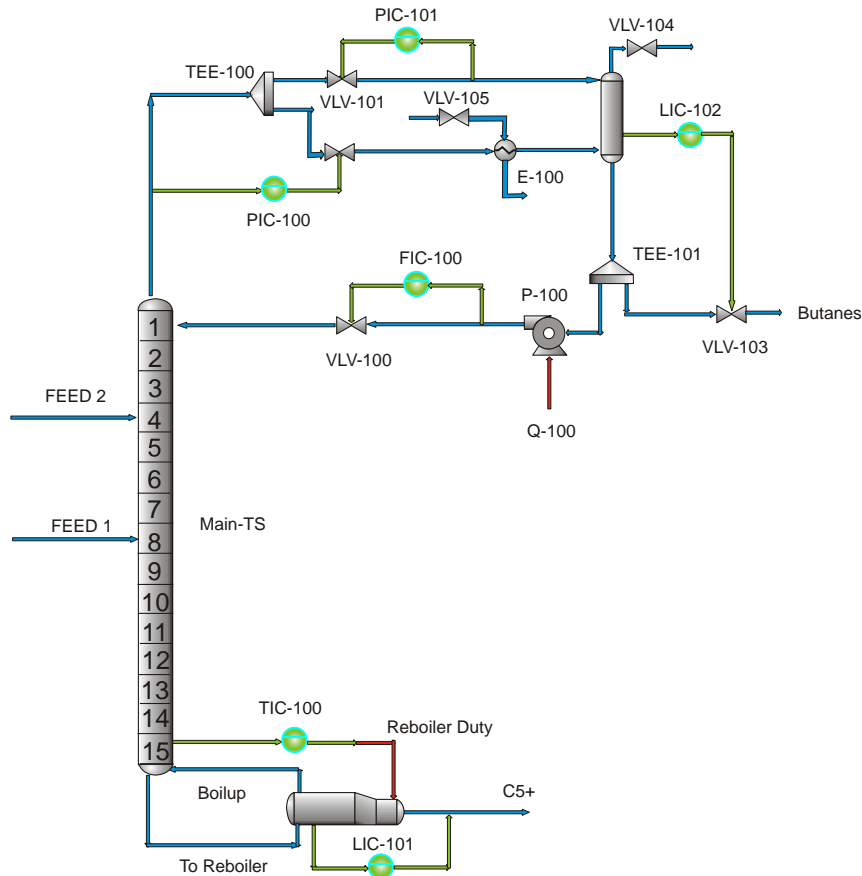 PIC-101
VLV-104
TEE-100
VLV-101
VLV-105
LIC-102
E-100
PIC-100
FIC-100
P-100
TEE-101
Butanes
VLV-100
VLV-103
Q-100
1
2
3
FEED 2
4
5
6
7
Main-TS
FEED 1
8
9
10
11
12
13
14
TIC-100
Reboiler Duty
15
Boilup
C5+
LIC-101
To Reboiler